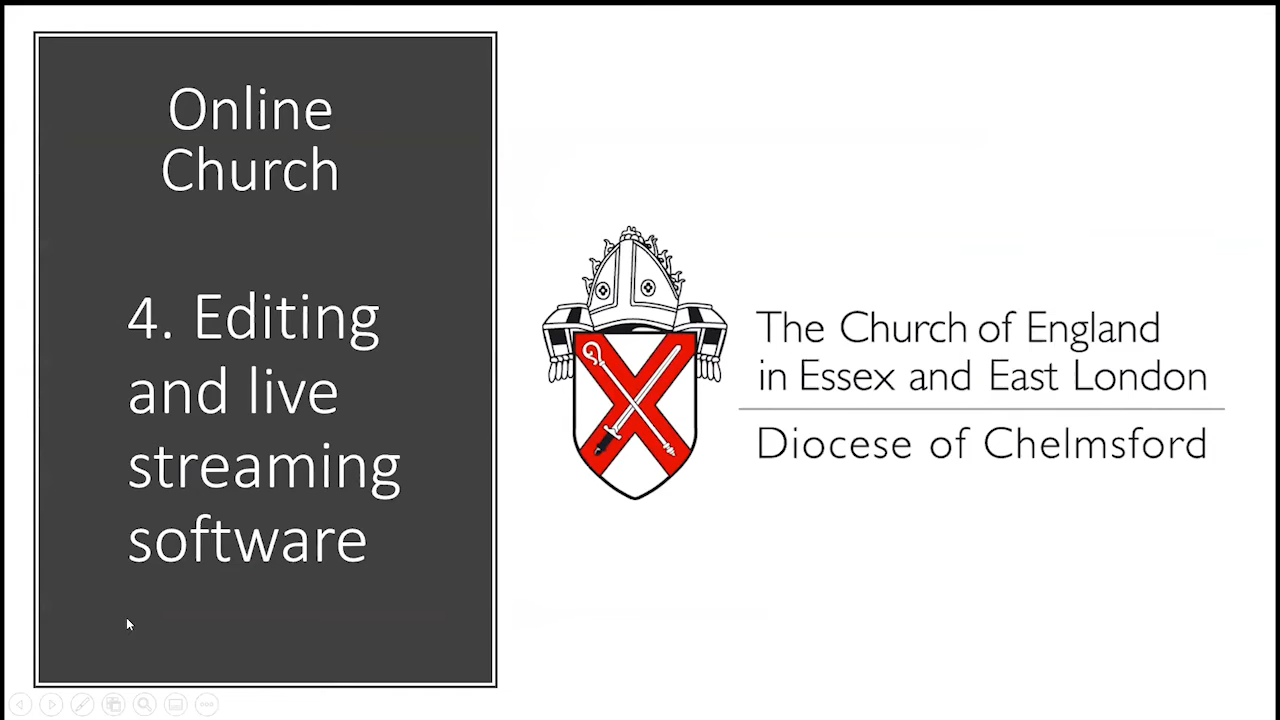 Online
Church
4. Editing
and live
streaming
software
The Church of England
in Essex and East London
Diocese of Chelmsford